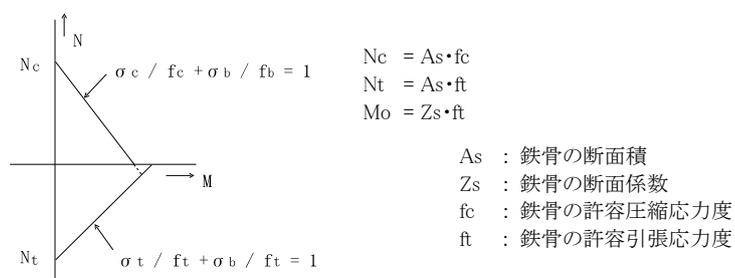 N
Nc
σc / fc +σb / fb = 1
M
Nt
σt / ft +σb / ft = 1
Nc = As・fc
Nt = As・ft
Mo = Zs・ft
As : 鉄骨の断面積
Zs : 鉄骨の断面係数
fc : 鉄骨の許容圧縮応力度
ft : 鉄骨の許容引張応力度